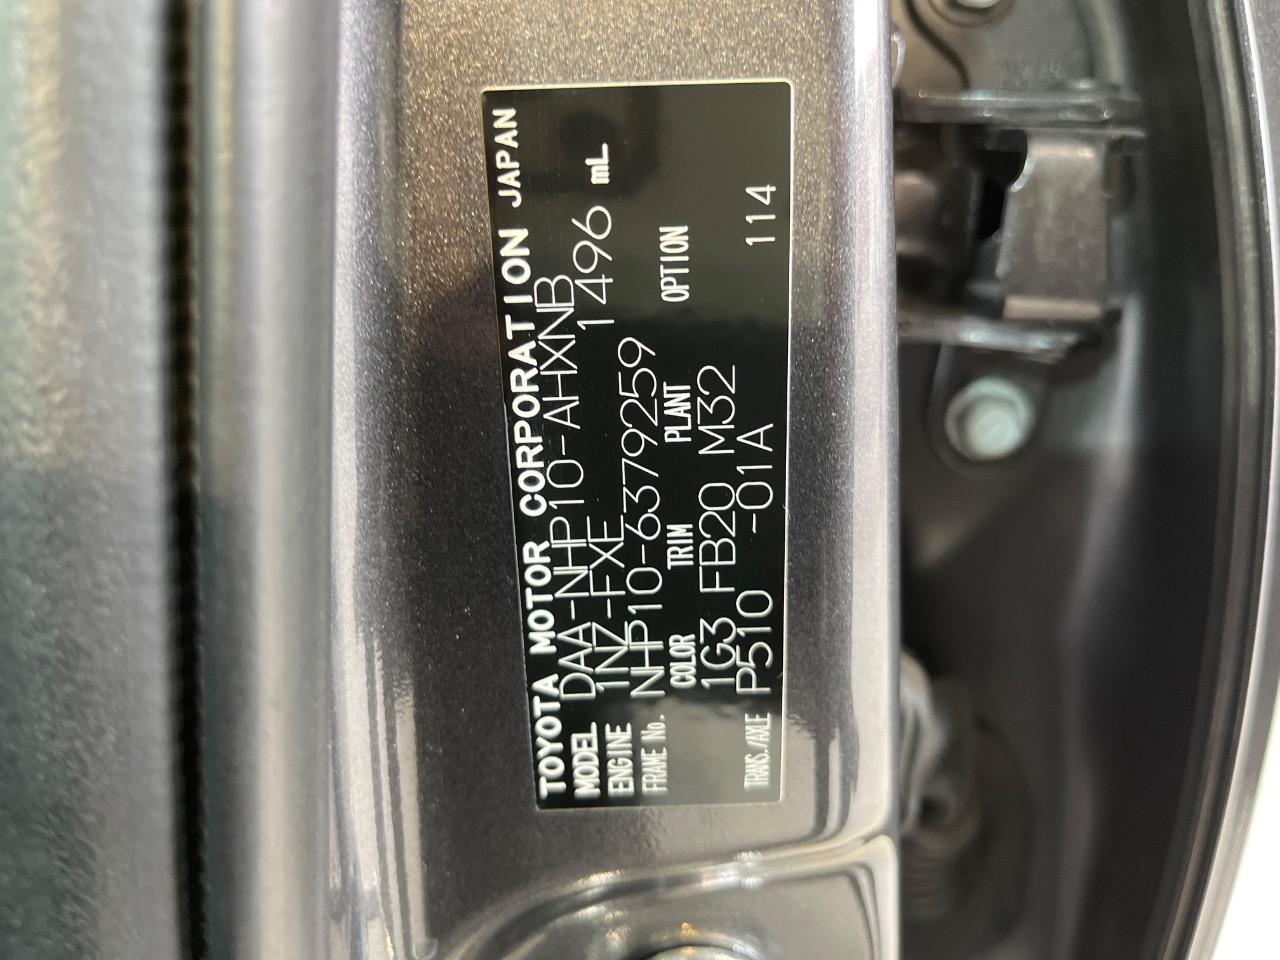 TOYOTA MOTOR CORPORATION JAPAN
MODEL DAA-NHP10-AHXNB
ENGINE 1NZ-FXE 1496 mL
FRAME No. NHP10-6379259
COLOR TRIM PLANT OPTION
1G3 FB20 M32
TRANS./AXLE P510 -01A 114